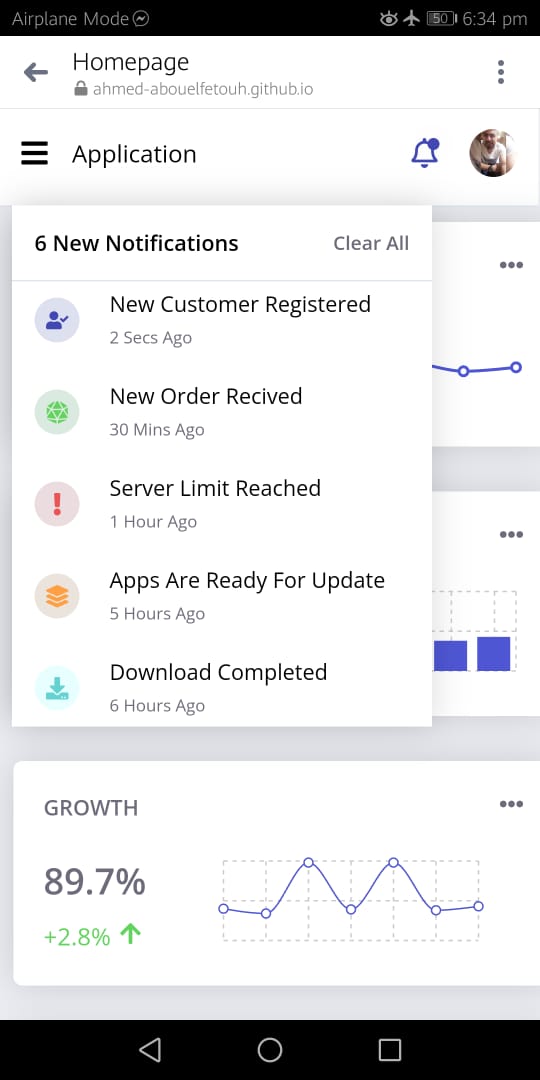 Airplane Mode 50 6:34 pm
Homepage
ahmed-abouelfetouh.github.io
Application
6 New Notifications Clear All
New Customer Registered
2 Secs Ago
New Order Recived
30 Mins Ago
Server Limit Reached
1 Hour Ago
Apps Are Ready For Update
5 Hours Ago
Download Completed
6 Hours Ago
GROWTH
89.7%
+2.8%